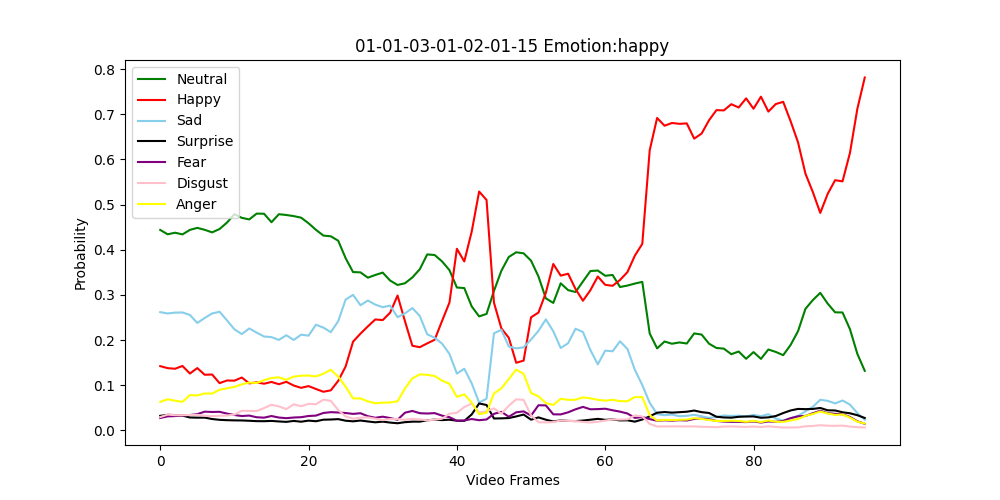 01-01-03-01-02-01-15 Emotion:happy
Neutral
Happy
Sad
Surprise
Fear
Disgust
Anger
0.8
0.7
0.6
0.5
0.4
0.3
0.2
0.1
0.0
Probability
0 20 40 60 80
Video Frames